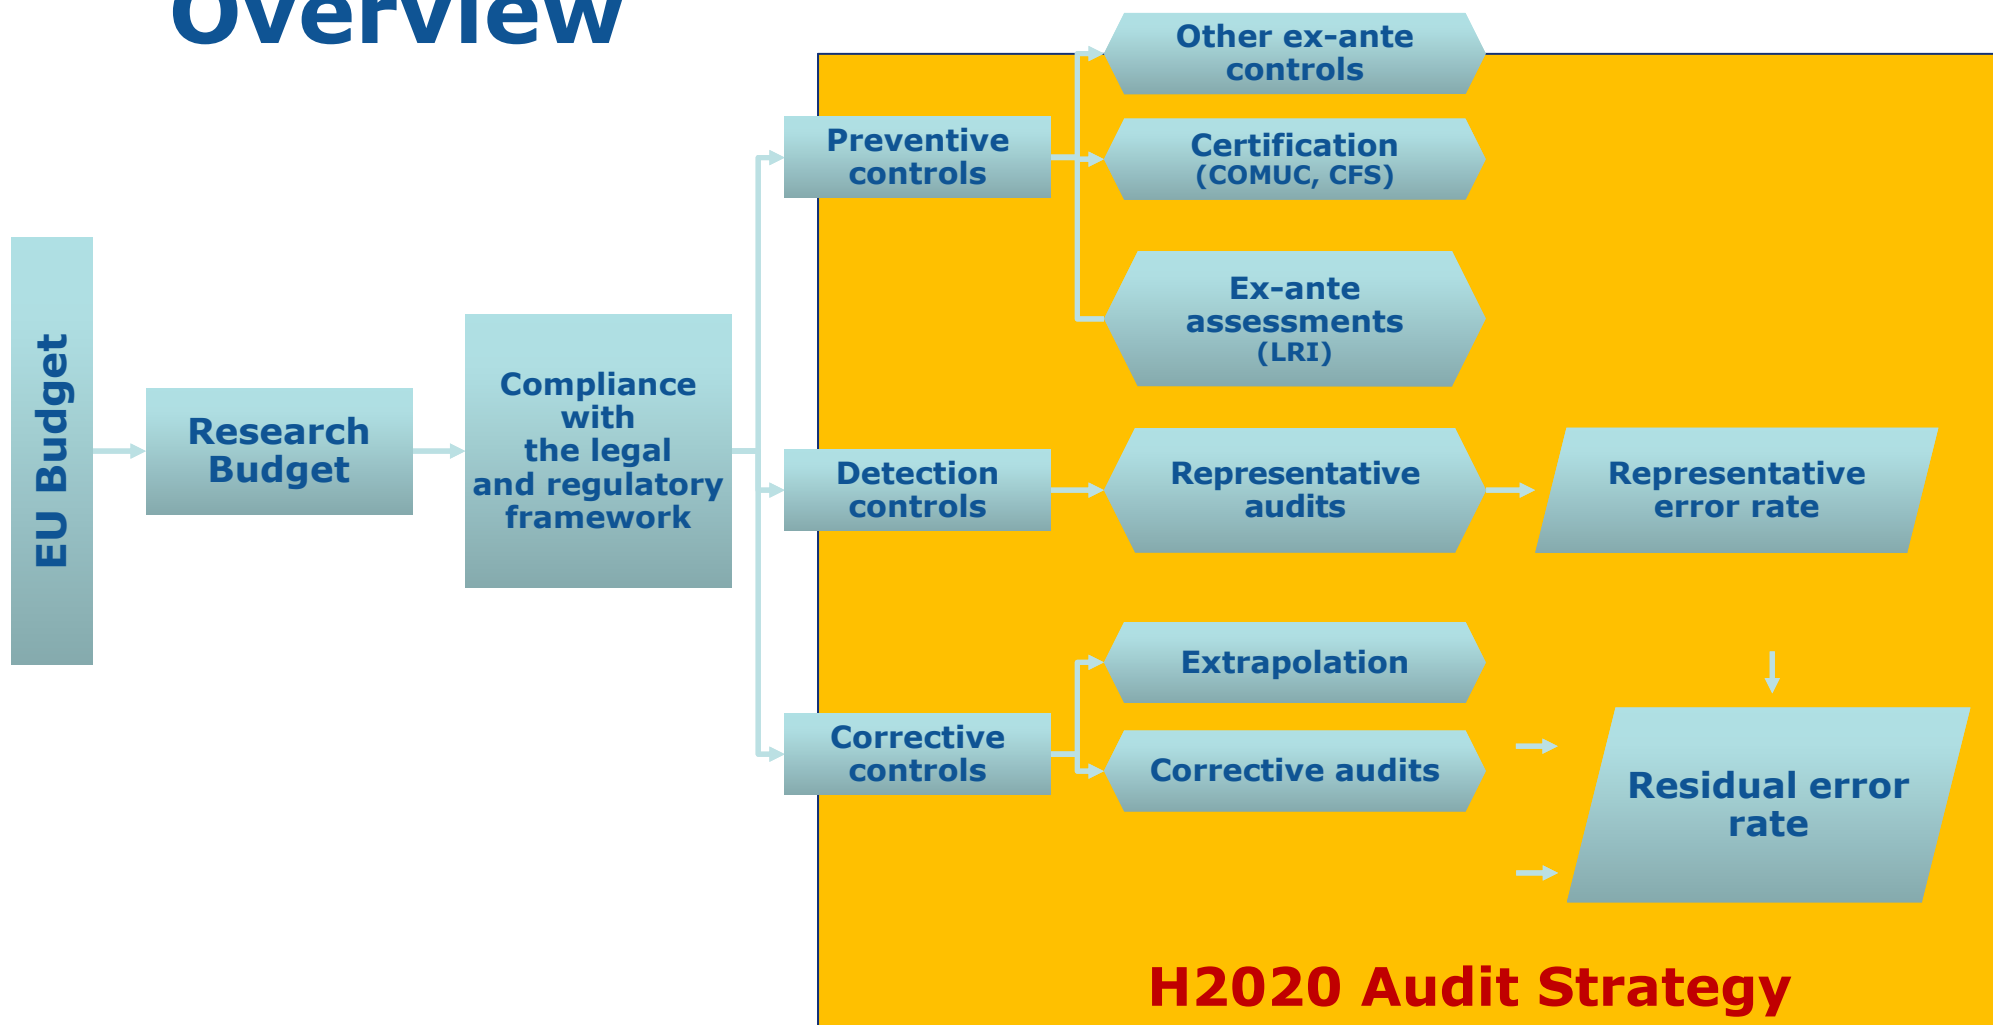 Overview
EU Budget
Research
Budget
Compliance
with
the legal
and regulatory
framework
Preventive
controls
Other ex-ante
controls
Certification
(COMUC, CFS)
Ex-ante
assessments
(LRI)
Detection
controls
Representative
audits
Representative
error rate
Corrective
controls
Extrapolation
Corrective audits
Residual error
rate
H2020 Audit Strategy